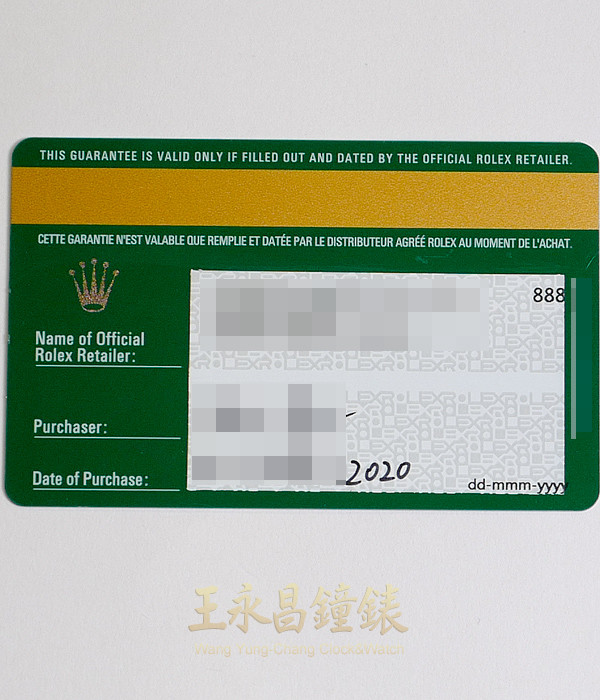 THIS GUARANTEE IS VALID ONLY IF FILLED OUT AND DATED BY THE OFFICIAL ROLEX RETAILER.
CETTE GARANTIE N'EST VALABLE QUE REMPLIE ET DATÉE PAR LE DISTRIBUTEUR AGRÉÉ ROLEX AU MOMENT DE L'ACHAT.
888
Name of Official
Rolex Retailer:
Purchaser:
Date of Purchase:
2020
dd-mmm-yyyy
王永昌鐘錶
Wang Yung-Chang Clock&Watch